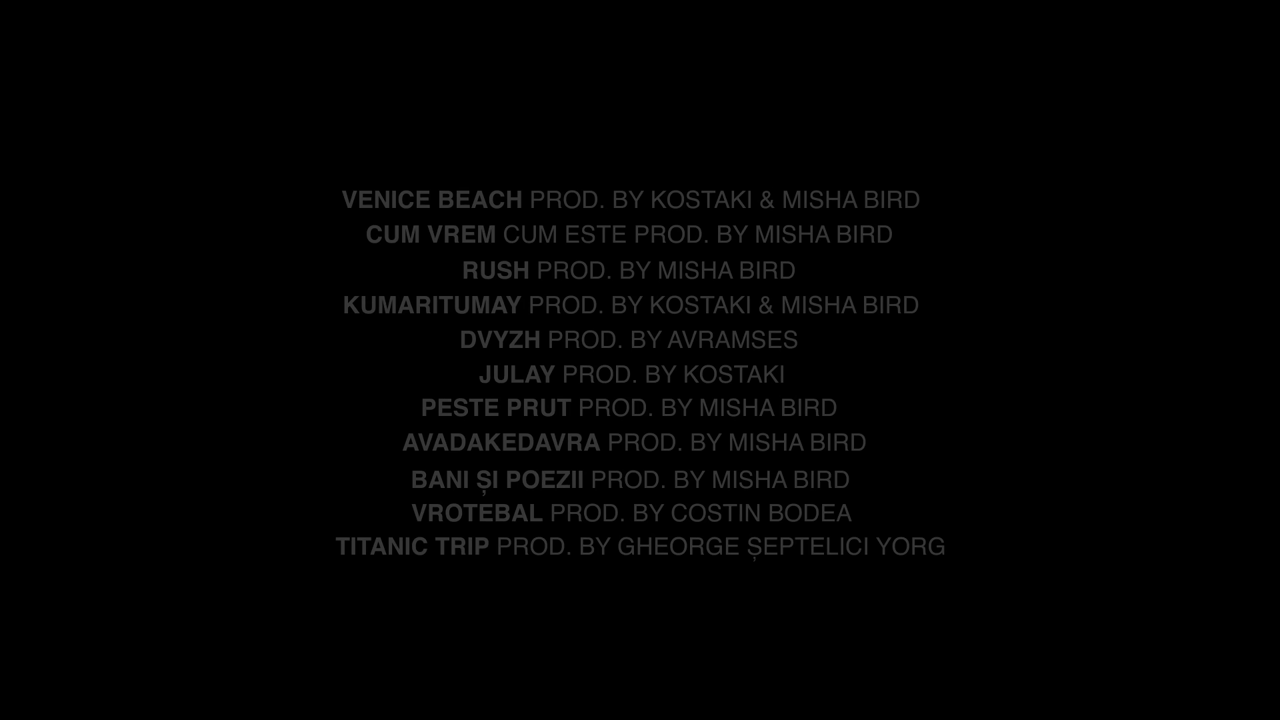 VENICE BEACH PROD. BY KOSTAKI & MISHA BIRD
CUM VREM CUM ESTE PROD. BY MISHA BIRD
RUSH PROD. BY MISHA BIRD
KUMARITUMAY PROD. BY KOSTAKI & MISHA BIRD
DVYZH PROD. BY AVRAMSES
JULAY PROD. BY KOSTAKI
PESTE PRUT PROD. BY MISHA BIRD
AVADAKEDAVRA PROD. BY MISHA BIRD
BANI ȘI POEZII PROD. BY MISHA BIRD
VROTEBAL PROD. BY COSTIN BODEA
TITANIC TRIP PROD. BY GHEORGE ȘEPTELICI YORG